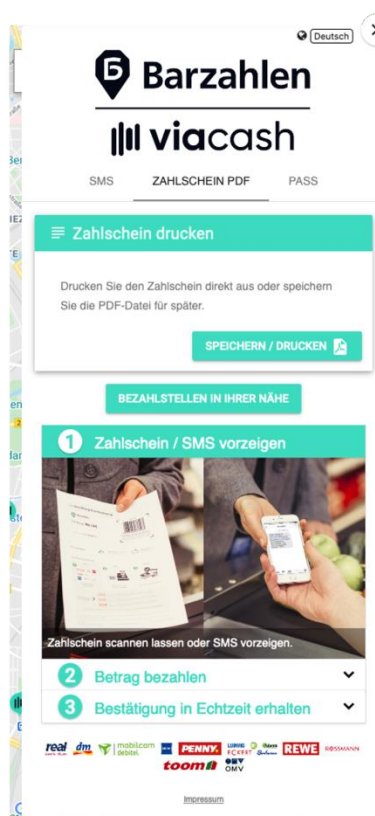 Deutsch
Barzahlen
viacash
SMS ZAHLSCHEIN PDF PASS
Zahlschein drucken
Drucken Sie den Zahlschein direkt aus oder speichern
Sie die PDF-Datei für später.
SPEICHERN / DRUCKEN
BEZAHLSTELLEN IN IHRER NÄHE
1 Zahlschein / SMS vorzeigen
Zahlschein scannen lassen oder SMS vorzeigen.
2 Betrag bezahlen
3 Bestätigung in Echtzeit erhalten
real dm mobilcom debitel PENNY. LUDWIG ECKERT REWE ROSSMANN
toom OMV
Impressum